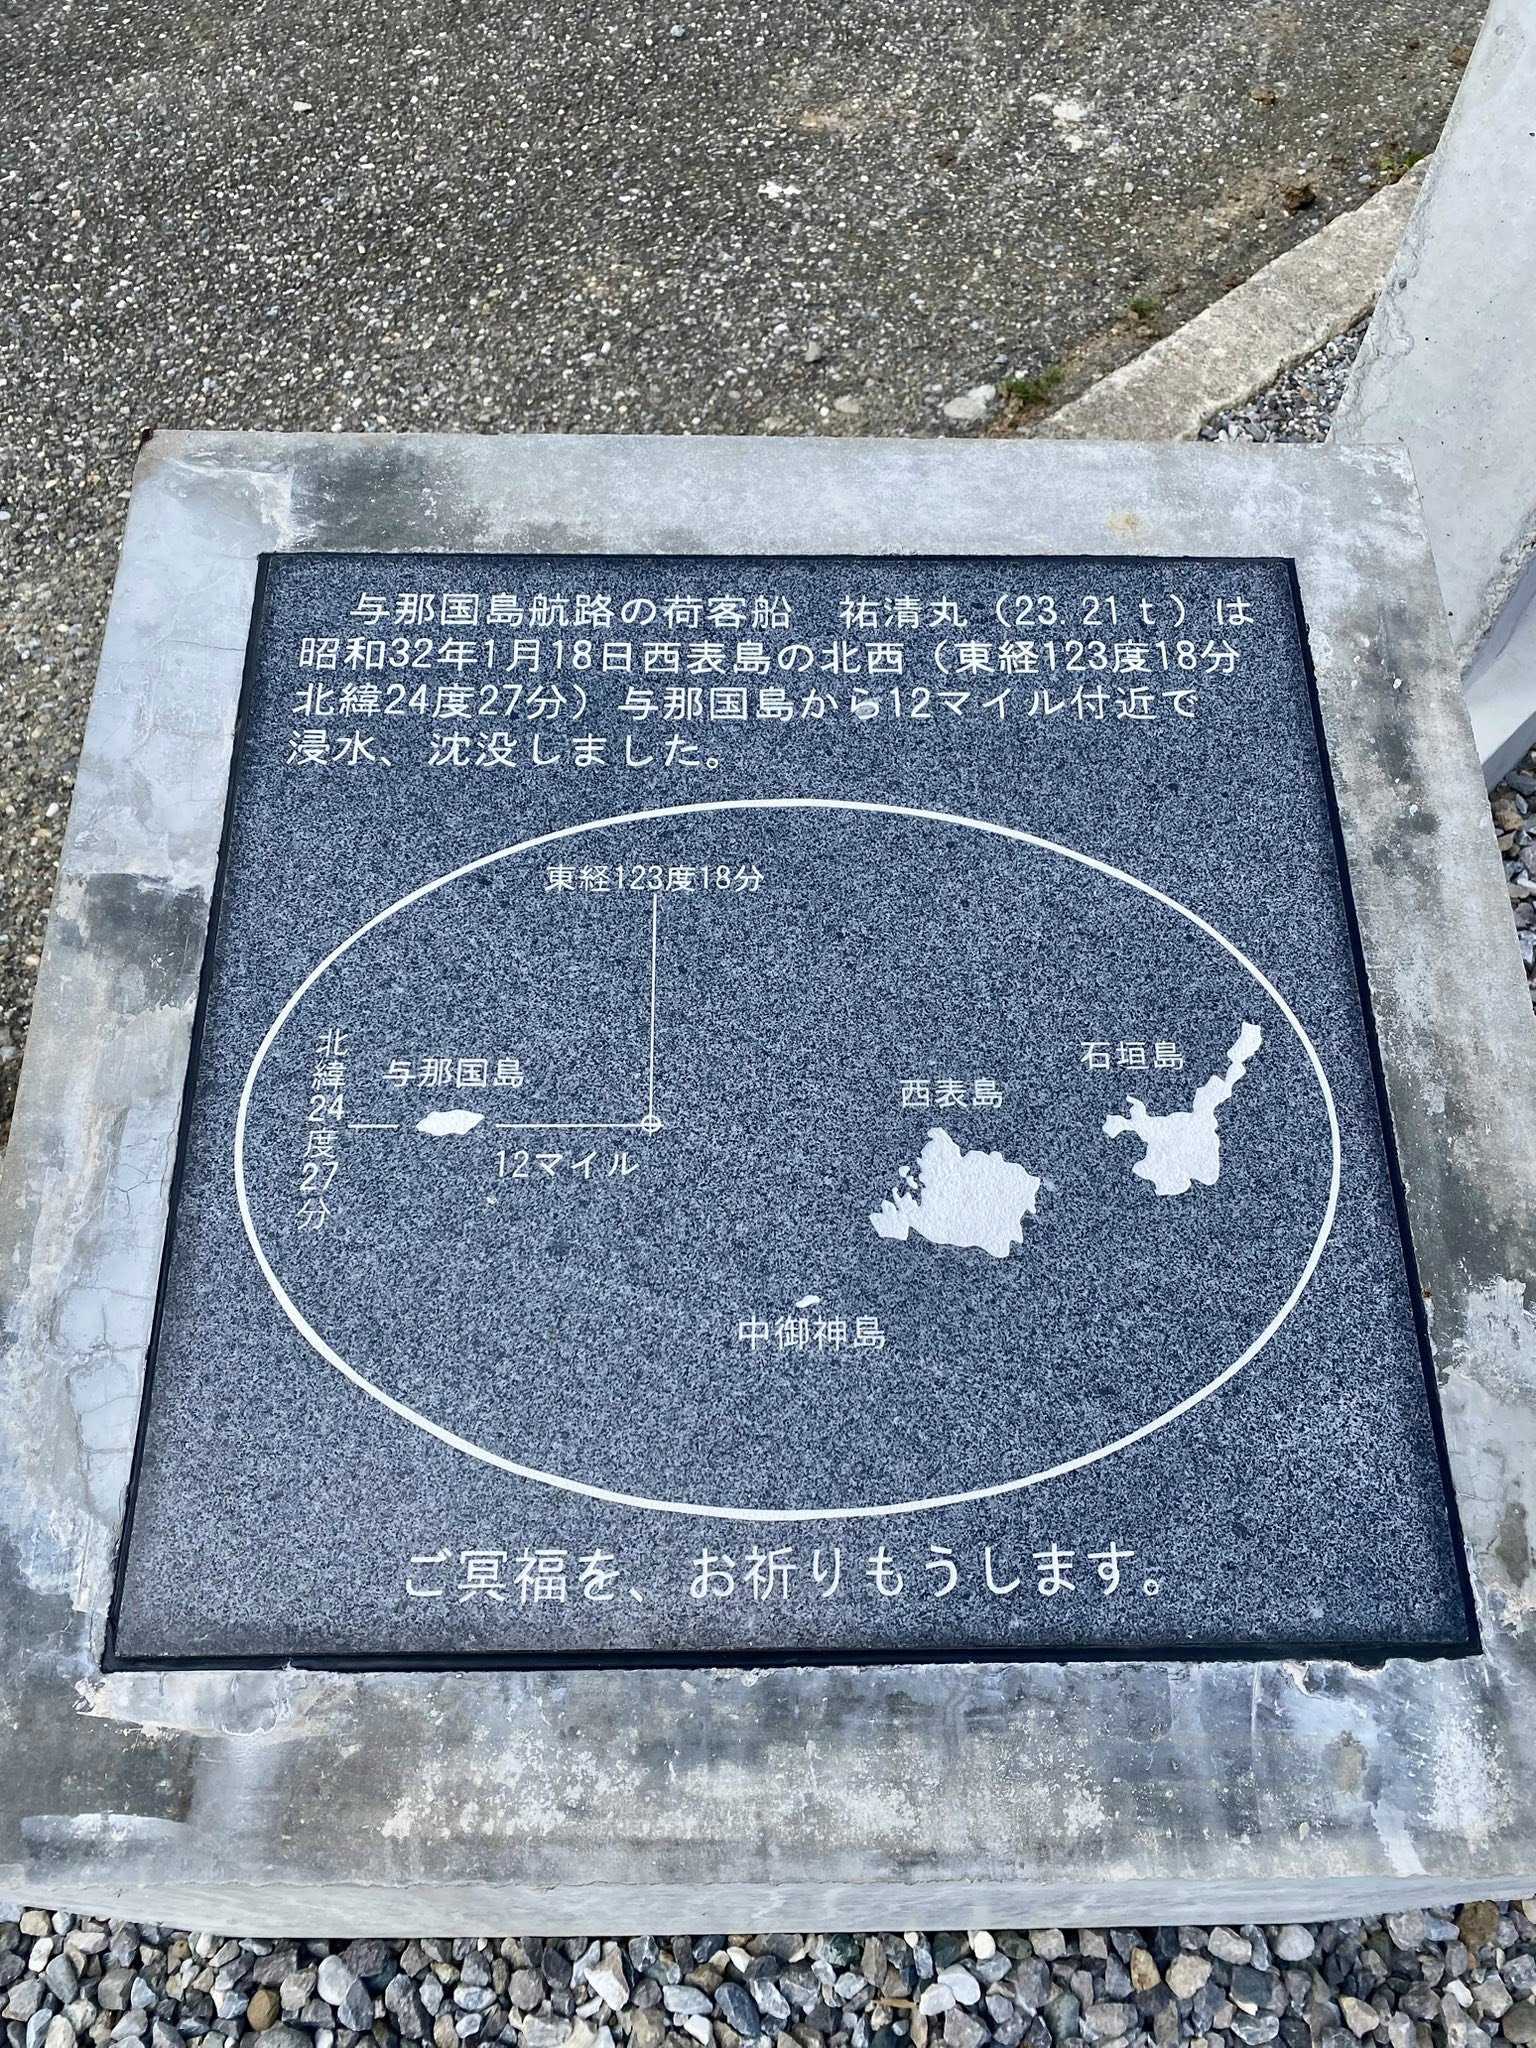 与那国島航路の荷客船　祐清丸（23.21ｔ）は
昭和32年1月18日西表島の北西（東経123度18分
北緯24度27分）与那国島から12マイル付近で
浸水、沈没しました。
東経123度18分
北緯24度27分
与那国島
12マイル
西表島
石垣島
中御神島
ご冥福を、お祈りもうします。